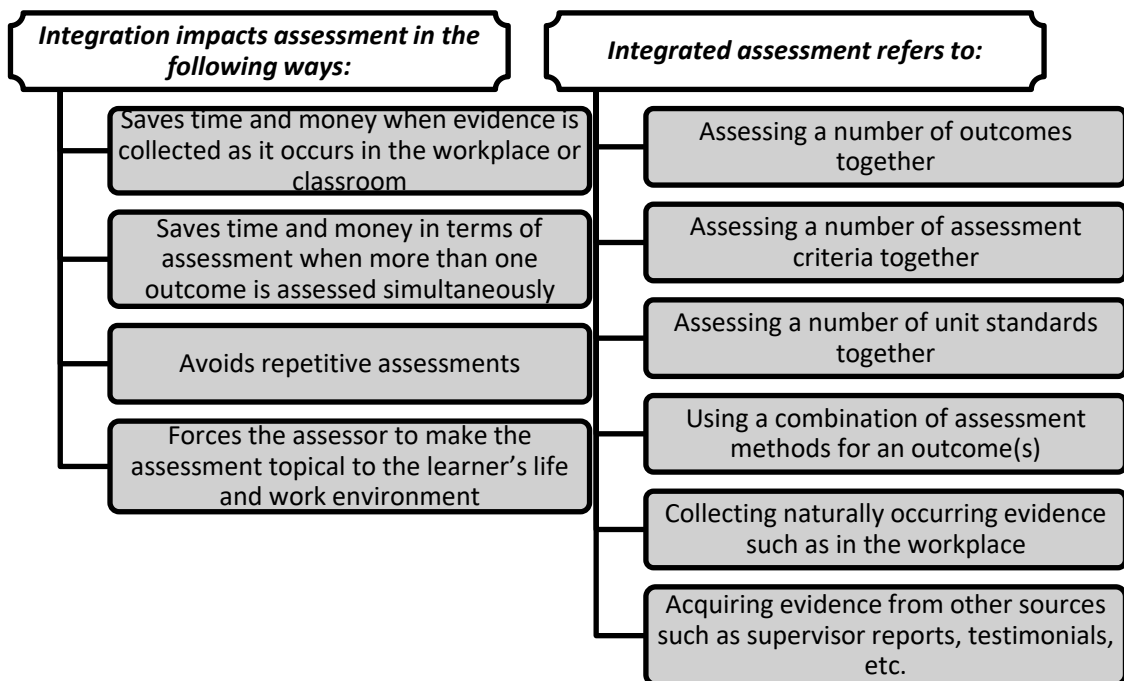 Integration impacts assessment in the
following ways:
Saves time and money when evidence is
collected as it occurs in the workplace or
classroom
Saves time and money in terms of
assessment when more than one
outcome is assessed simultaneously
Avoids repetitive assessments
Forces the assessor to make the
assessment topical to the learner’s life
and work environment
Integrated assessment refers to:
Assessing a number of outcomes
together
Assessing a number of assessment
criteria together
Assessing a number of unit standards
together
Using a combination of assessment
methods for an outcome(s)
Collecting naturally occurring evidence
such as in the workplace
Acquiring evidence from other sources
such as supervisor reports, testimonials,
etc.